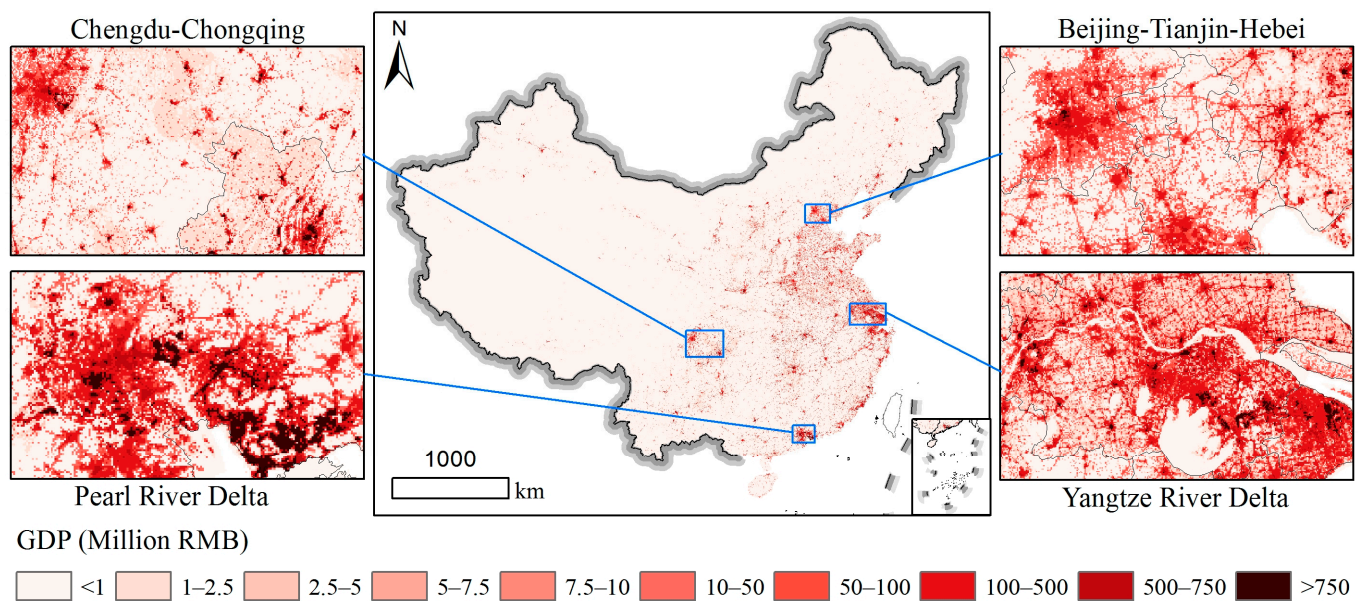 Chengdu-Chongqing
N
Beijing-Tianjin-Hebei
1000
km
Pearl River Delta
Yangtze River Delta
GDP (Million RMB)
<1 1–2.5 2.5–5 5–7.5 7.5–10 10–50 50–100 100–500 500–750 >750